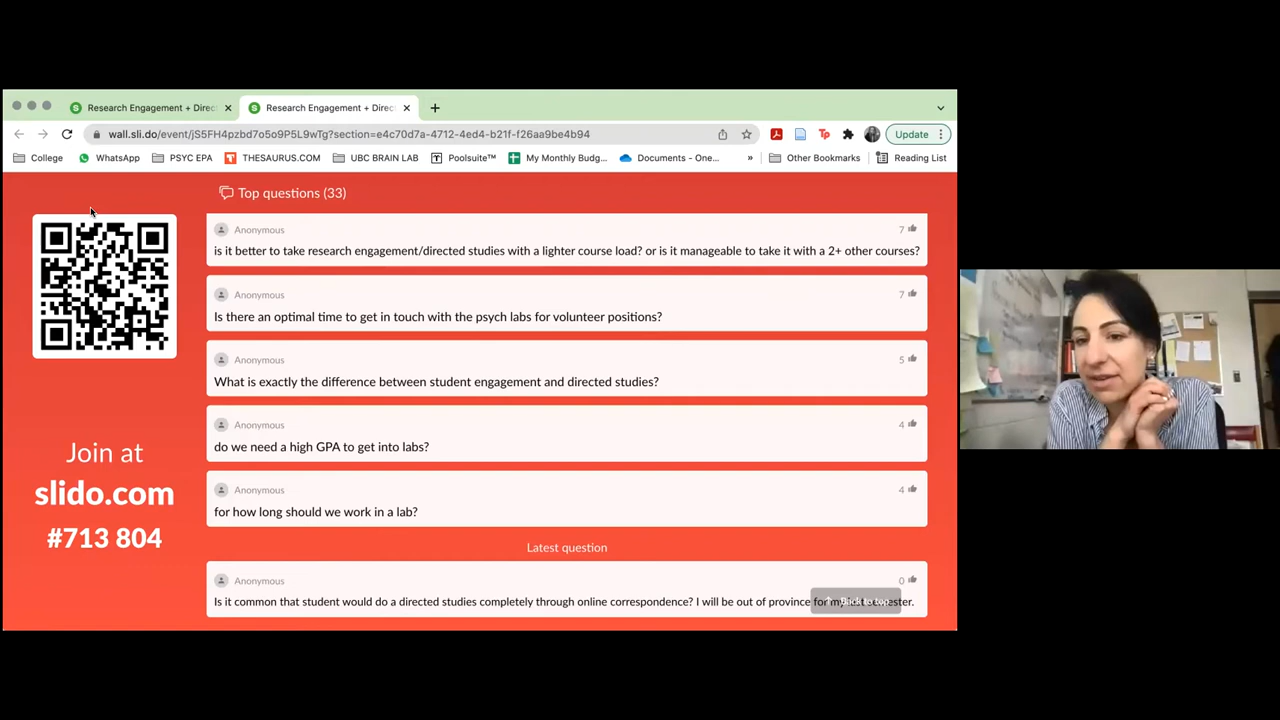 Research Engagement + Direc
Research Engagement + Direc
wall.sli.do/event/jS5FH4pzbd7o5o9P5L9wTg?section=e4c70d7a-4712-4ed4-b21f-f26aa9be4b94
Update
College
WhatsApp
PSYC EPA
THESAURUS.COM
UBC BRAIN LAB
Poolsuite™
My Monthly Budg...
Documents - One...
»
Other Bookmarks
Reading List
Top questions (33)
Anonymous
7
is it better to take research engagement/directed studies with a lighter course load? or is it manageable to take it with a 2+ other courses?
Anonymous
7
Is there an optimal time to get in touch with the psych labs for volunteer positions?
Anonymous
5
What is exactly the difference between student engagement and directed studies?
Anonymous
4
do we need a high GPA to get into labs?
Anonymous
4
for how long should we work in a lab?
Latest question
Anonymous
0
Is it common that student would do a directed studies completely through online correspondence? I will be out of province for my
Back to
Join at
slido.com
#713 804